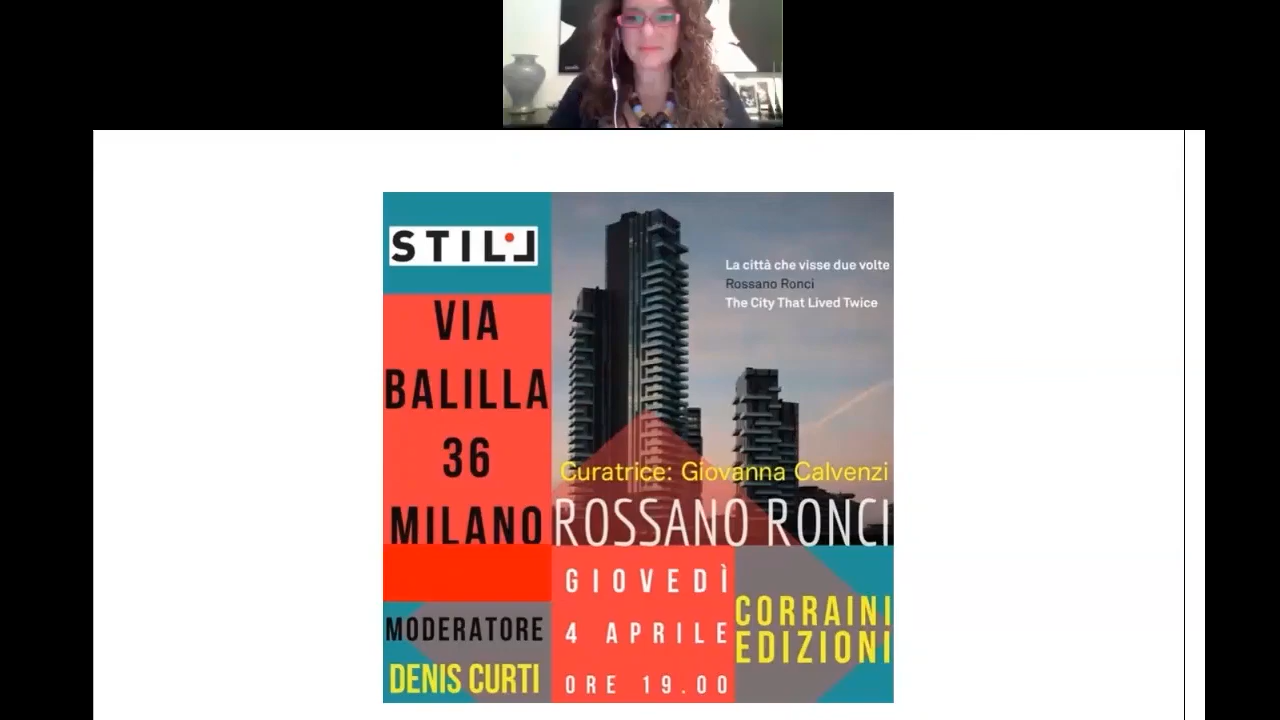 STILL
VIA
BALILLA
36
MILANO
La città che visse due volte
Rossano Ronci
The City That Lived Twice
Curatrice: Giovanna Calvenzi
ROSSANO RONCI
GIOVEDÌ
4 APRILE
ORE 19.00
MODERATORE
DENIS CURTI
CORRAINI
EDIZIONI